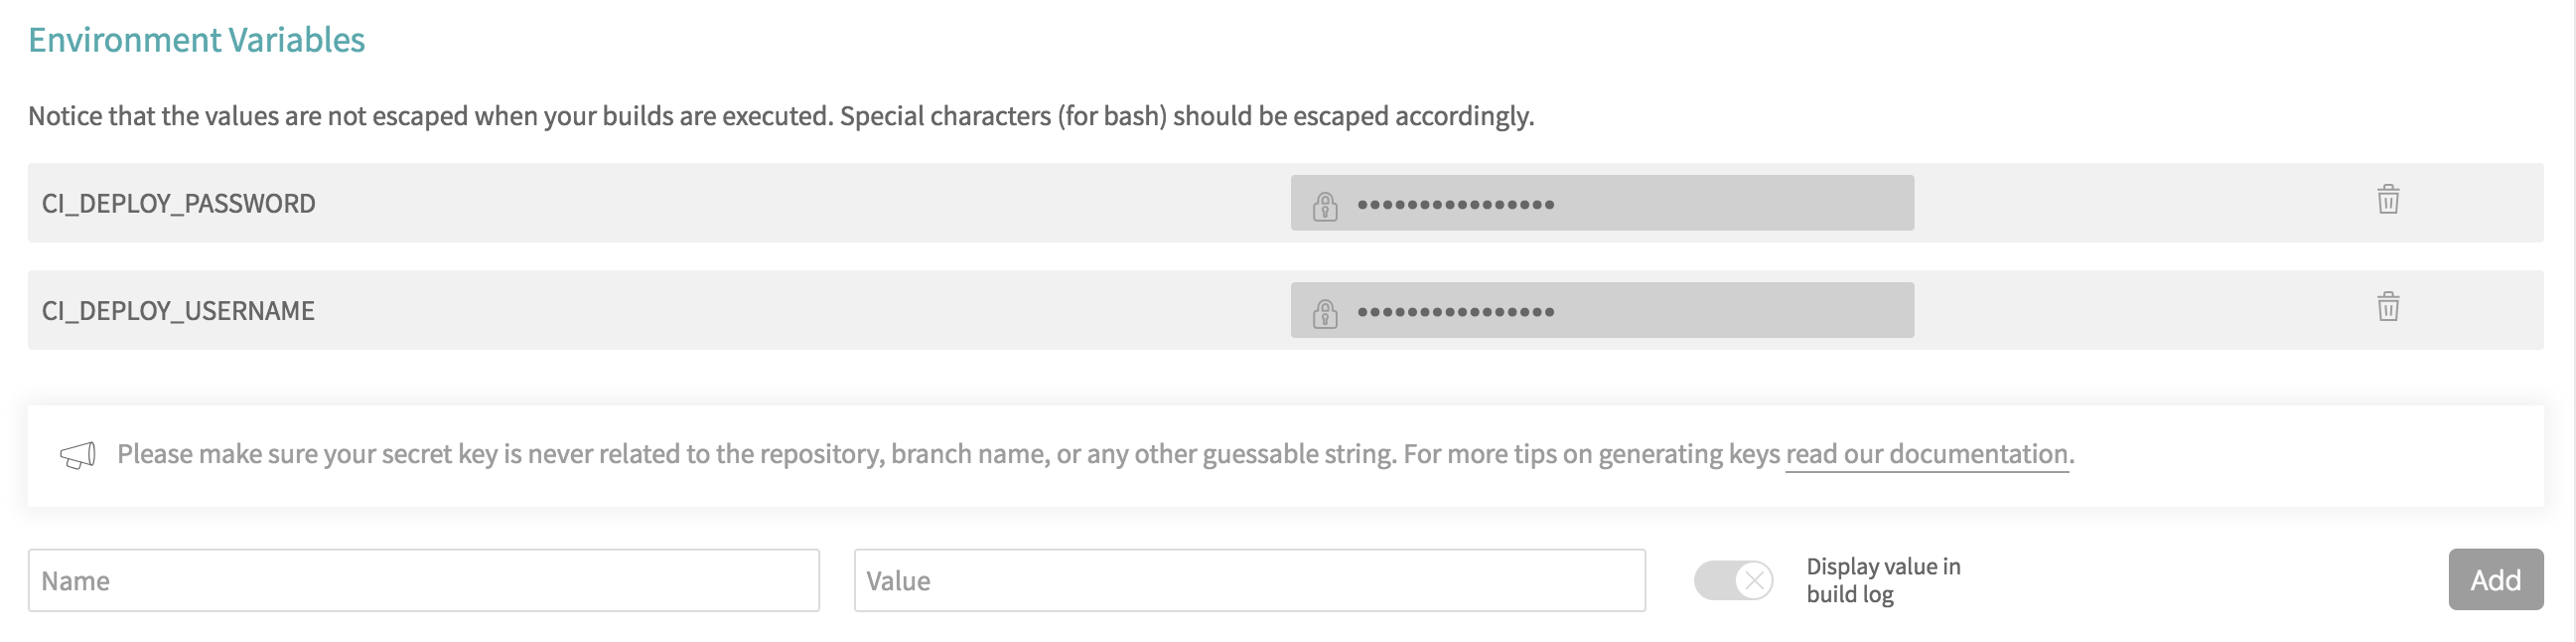 Environment Variables
Notice that the values are not escaped when your builds are executed. Special characters (for bash) should be escaped accordingly.
CI_DEPLOY_PASSWORD ••••••••••••••••
CI_DEPLOY_USERNAME ••••••••••••••••
Please make sure your secret key is never related to the repository, branch name, or any other guessable string. For more tips on generating keys read our documentation.
Name
Value
Display value in
build log
Add